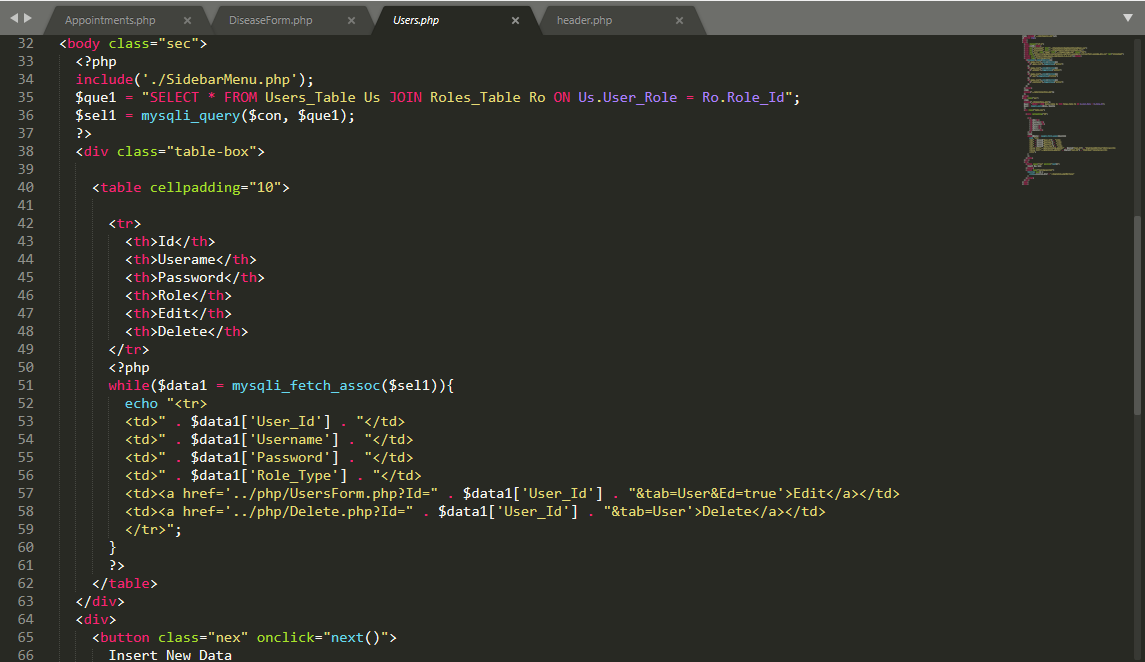 Appointments.php × DiseaseForm.php × Users.php × header.php ×
32 <body class="sec">
33 <?php
34 include('./SidebarMenu.php');
35 $que1 = "SELECT * FROM Users_Table Us JOIN Roles_Table Ro ON Us.User_Role = Ro.Role_Id";
36 $sel1 = mysqli_query($con, $que1);
37 ?>
38 <div class="table-box">
39
40 <table cellpadding="10">
41
42 <tr>
43 <th>Id</th>
44 <th>Userame</th>
45 <th>Password</th>
46 <th>Role</th>
47 <th>Edit</th>
48 <th>Delete</th>
49 </tr>
50 <?php
51 while($data1 = mysqli_fetch_assoc($sel1)){
52 echo "<tr>
53 <td>" . $data1['User_Id'] . "</td>
54 <td>" . $data1['Username'] . "</td>
55 <td>" . $data1['Password'] . "</td>
56 <td>" . $data1['Role_Type'] . "</td>
57 <td><a href='../php/UsersForm.php?Id=" . $data1['User_Id'] . "&tab=User&Ed=true'>Edit</a></td>
58 <td><a href='../php/Delete.php?Id=" . $data1['User_Id'] . "&tab=User'>Delete</a></td>
59 </tr>";
60 }
61 ?>
62 </table>
63 </div>
64 <div>
65 <button class="nex" onclick="next()">
66 Insert New Data